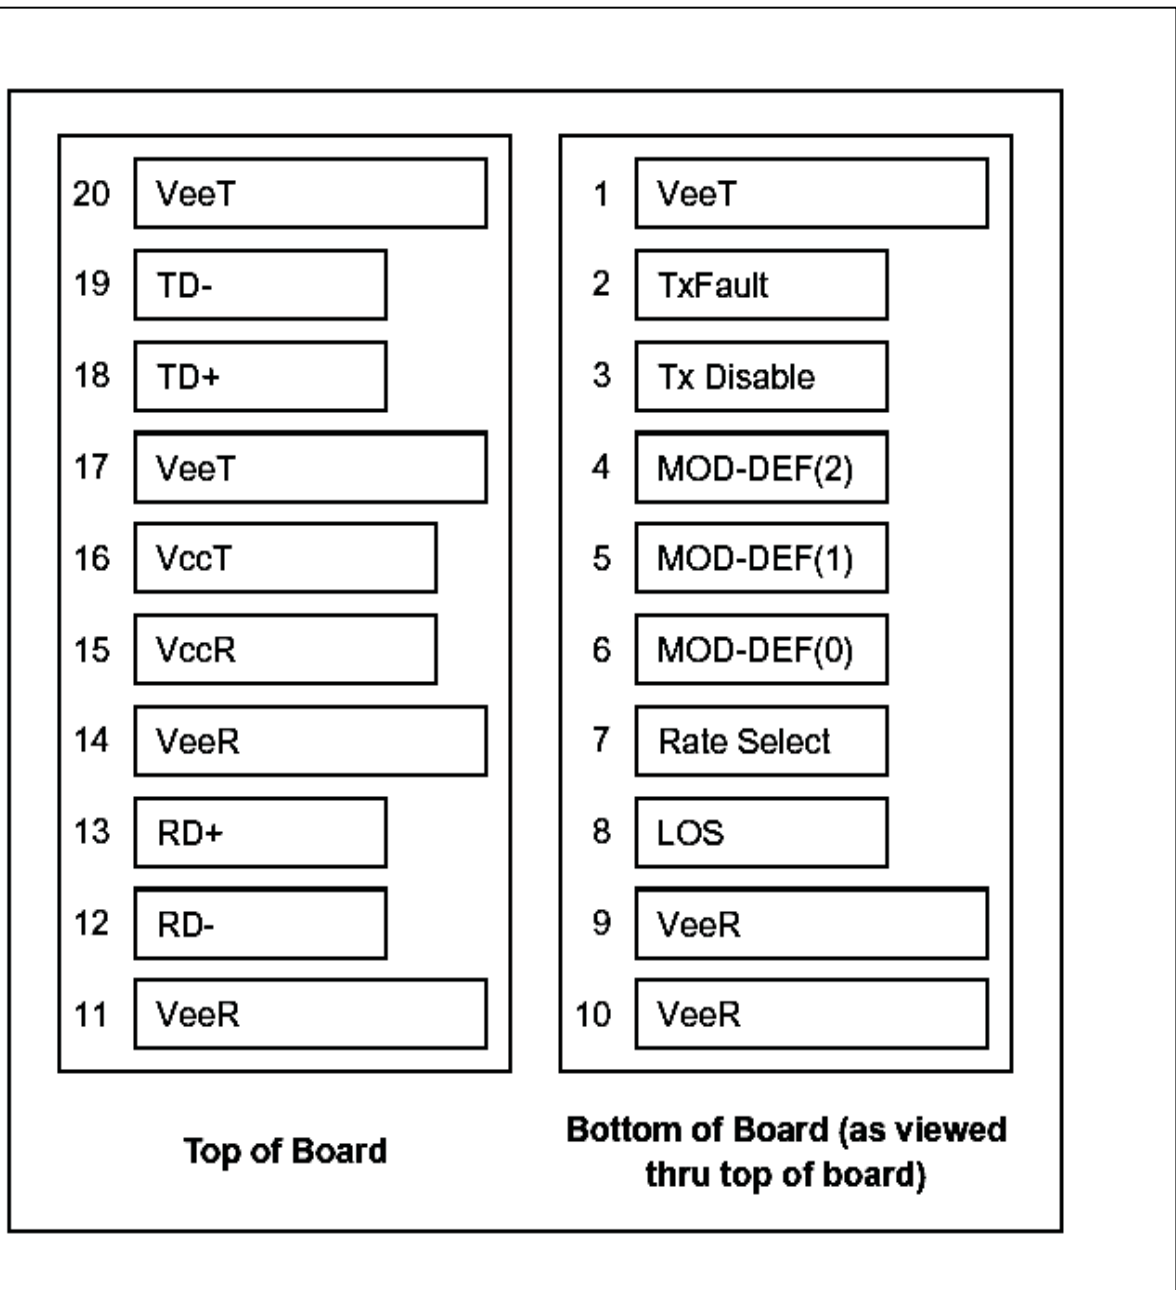 20 VeeT
19 TD-
18 TD+
17 VeeT
16 VccT
15 VccR
14 VeeR
13 RD+
12 RD-
11 VeeR
Top of Board
1 VeeT
2 TxFault
3 Tx Disable
4 MOD-DEF(2)
5 MOD-DEF(1)
6 MOD-DEF(0)
7 Rate Select
8 LOS
9 VeeR
10 VeeR
Bottom of Board (as viewed
thru top of board)